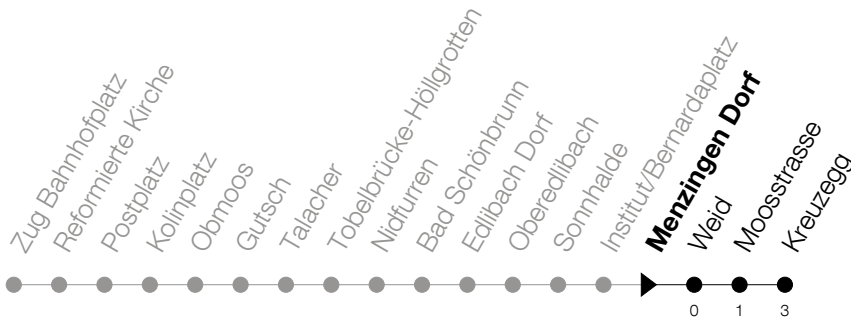 Zug Bahnhofplatz
Reformierte Kirche
Postplatz
Kolinplatz
Obmoos
Gutsch
Talacher
Tobelbrücke-Höllgrotten
Nidfurren
Bad Schönbrunn
Edlibach Dorf
Oberedlibach
Sonnhalde
Institut/Bernardaplatz
Menzingen Dorf
Weid
Moosstrasse
Kreuzegg
0 1 3